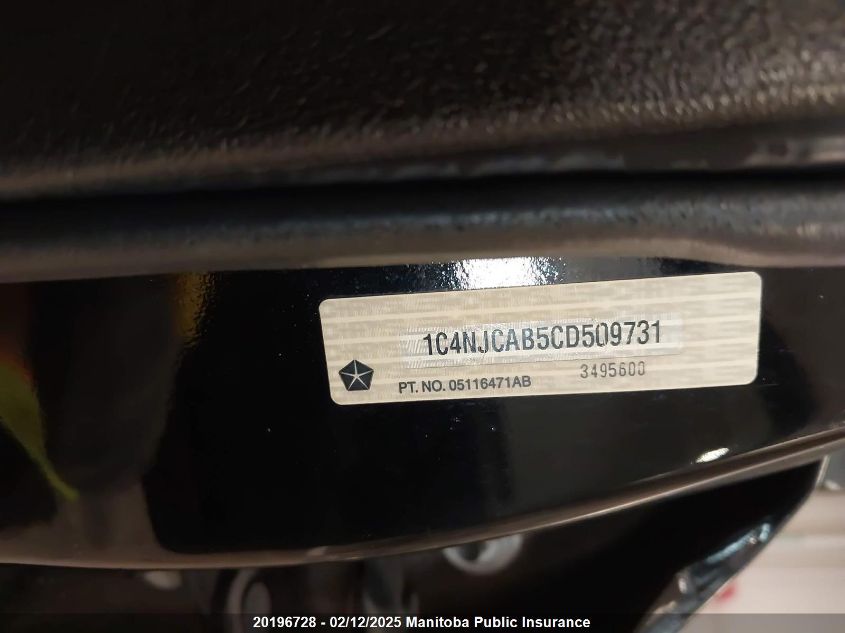 1C4NJCAB5CD509731
PT. NO. 05116471AB 3495600
20196728 - 02/12/2025 Manitoba Public Insurance